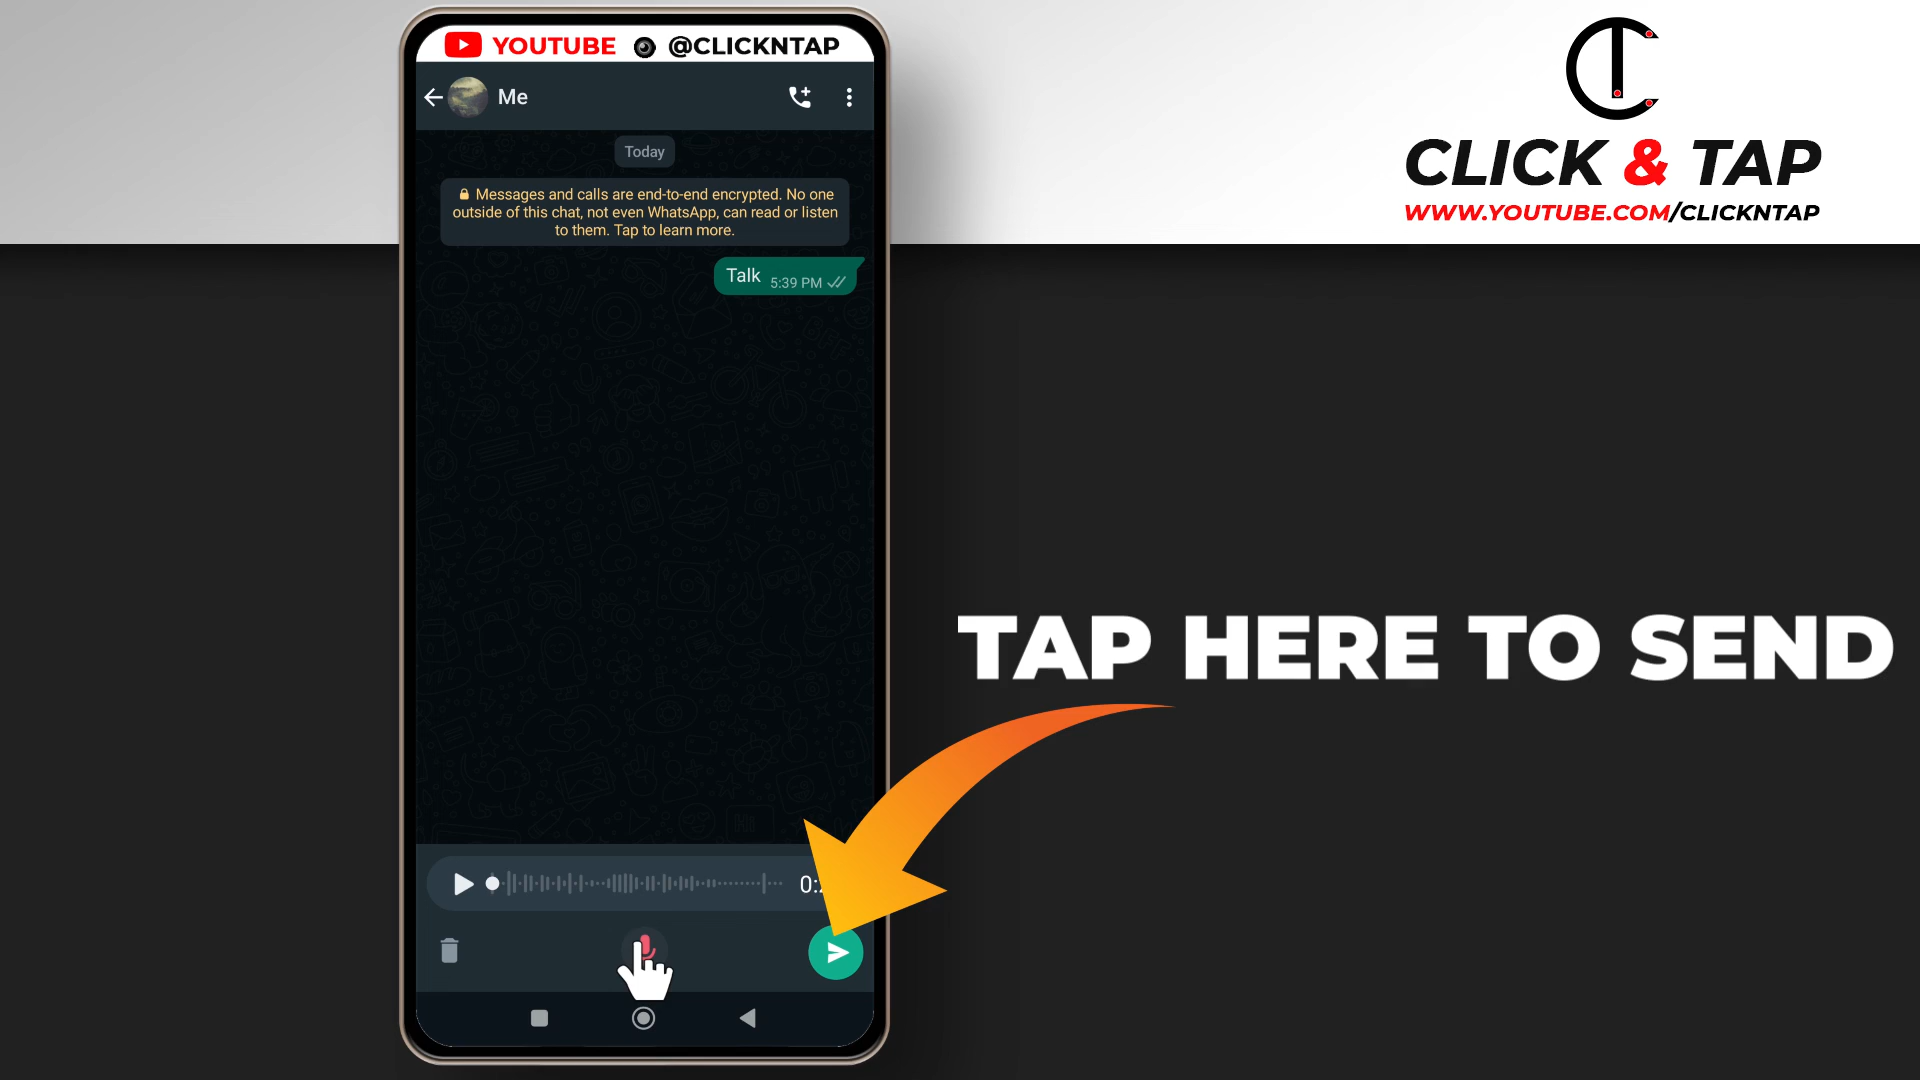 YOUTUBE @CLICKNTAP
Me
Today
Messages and calls are end-to-end encrypted. No one
outside of this chat, not even WhatsApp, can read or listen
to them. Tap to learn more.
Talk 5:39 PM
CLICK & TAP
WWW.YOUTUBE.COM/CLICKNTAP
TAP HERE TO SEND